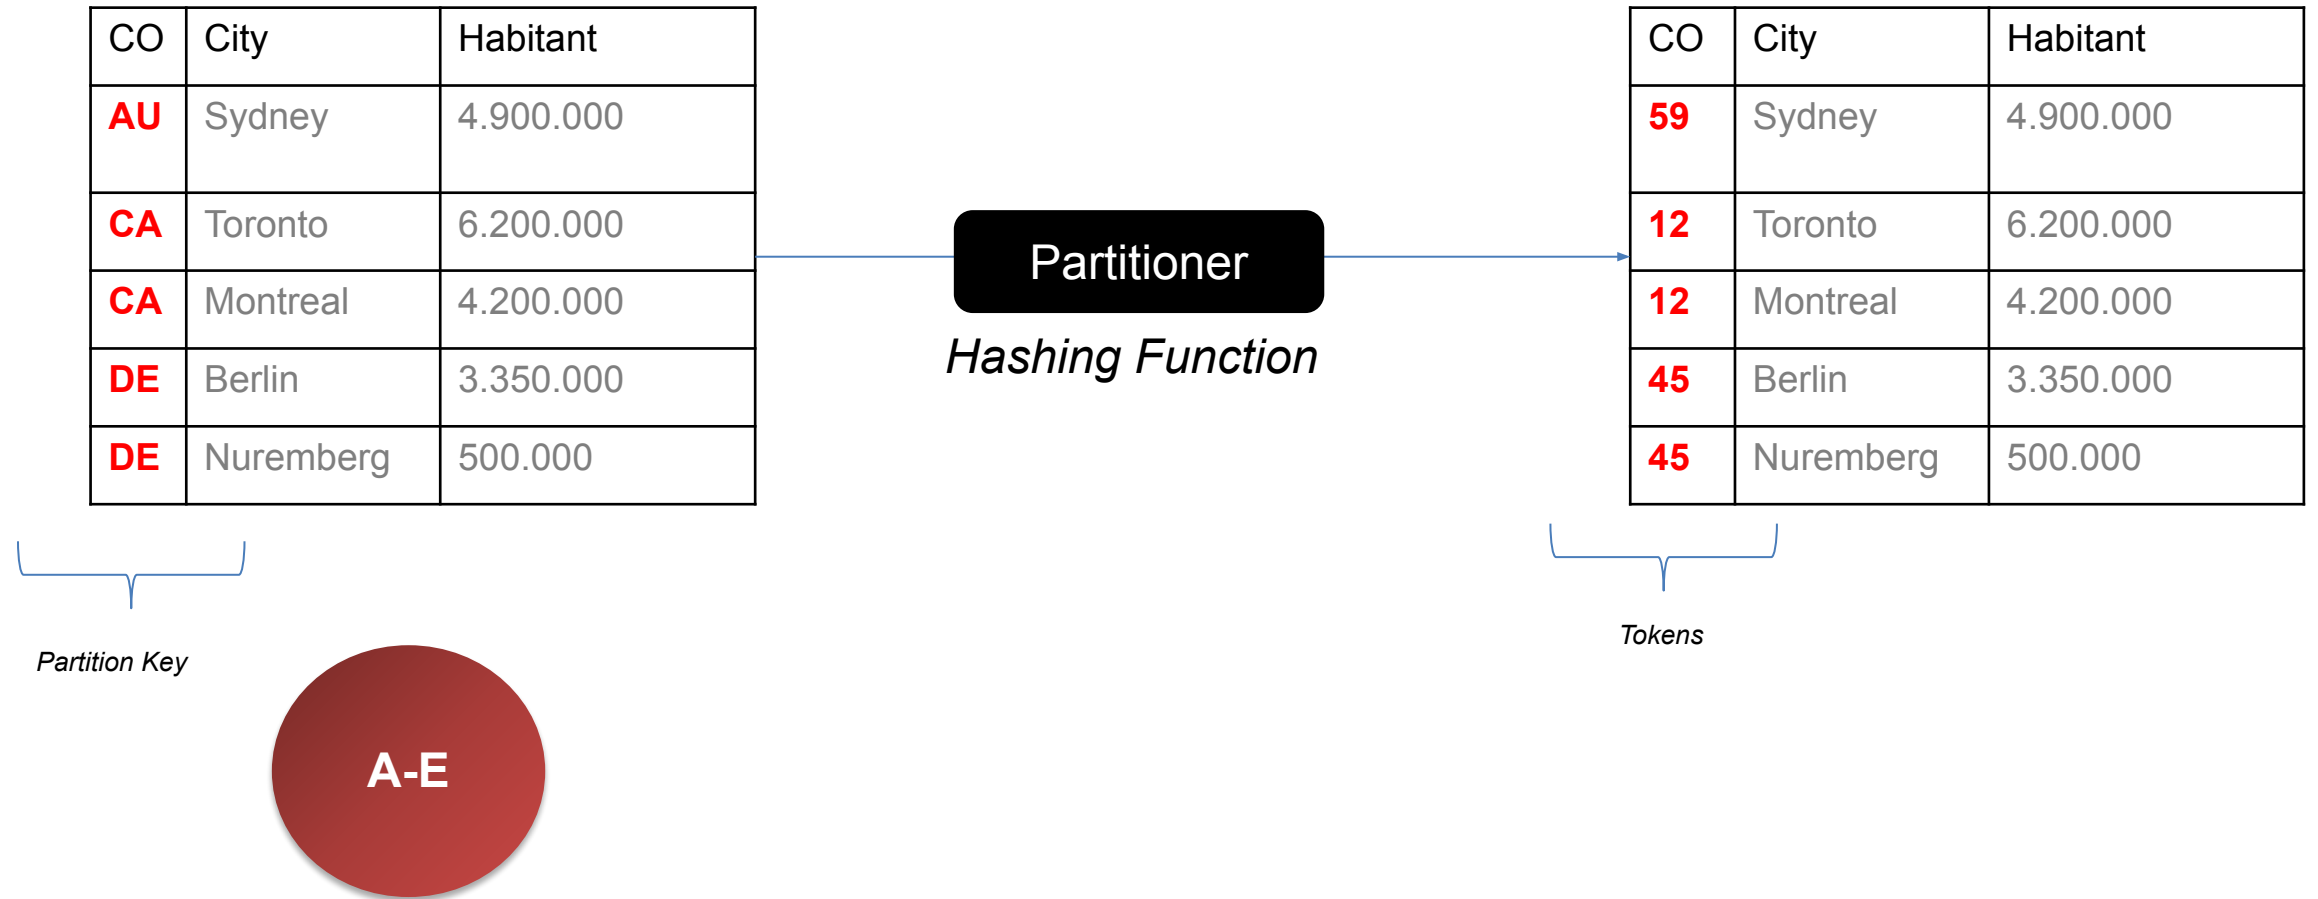 CO City Habitant
AU Sydney 4.900.000
CA Toronto 6.200.000
CA Montreal 4.200.000
DE Berlin 3.350.000
DE Nuremberg 500.000
Partition Key
A-E
Partitioner
Hashing Function
CO City Habitant
59 Sydney 4.900.000
12 Toronto 6.200.000
12 Montreal 4.200.000
45 Berlin 3.350.000
45 Nuremberg 500.000
Tokens